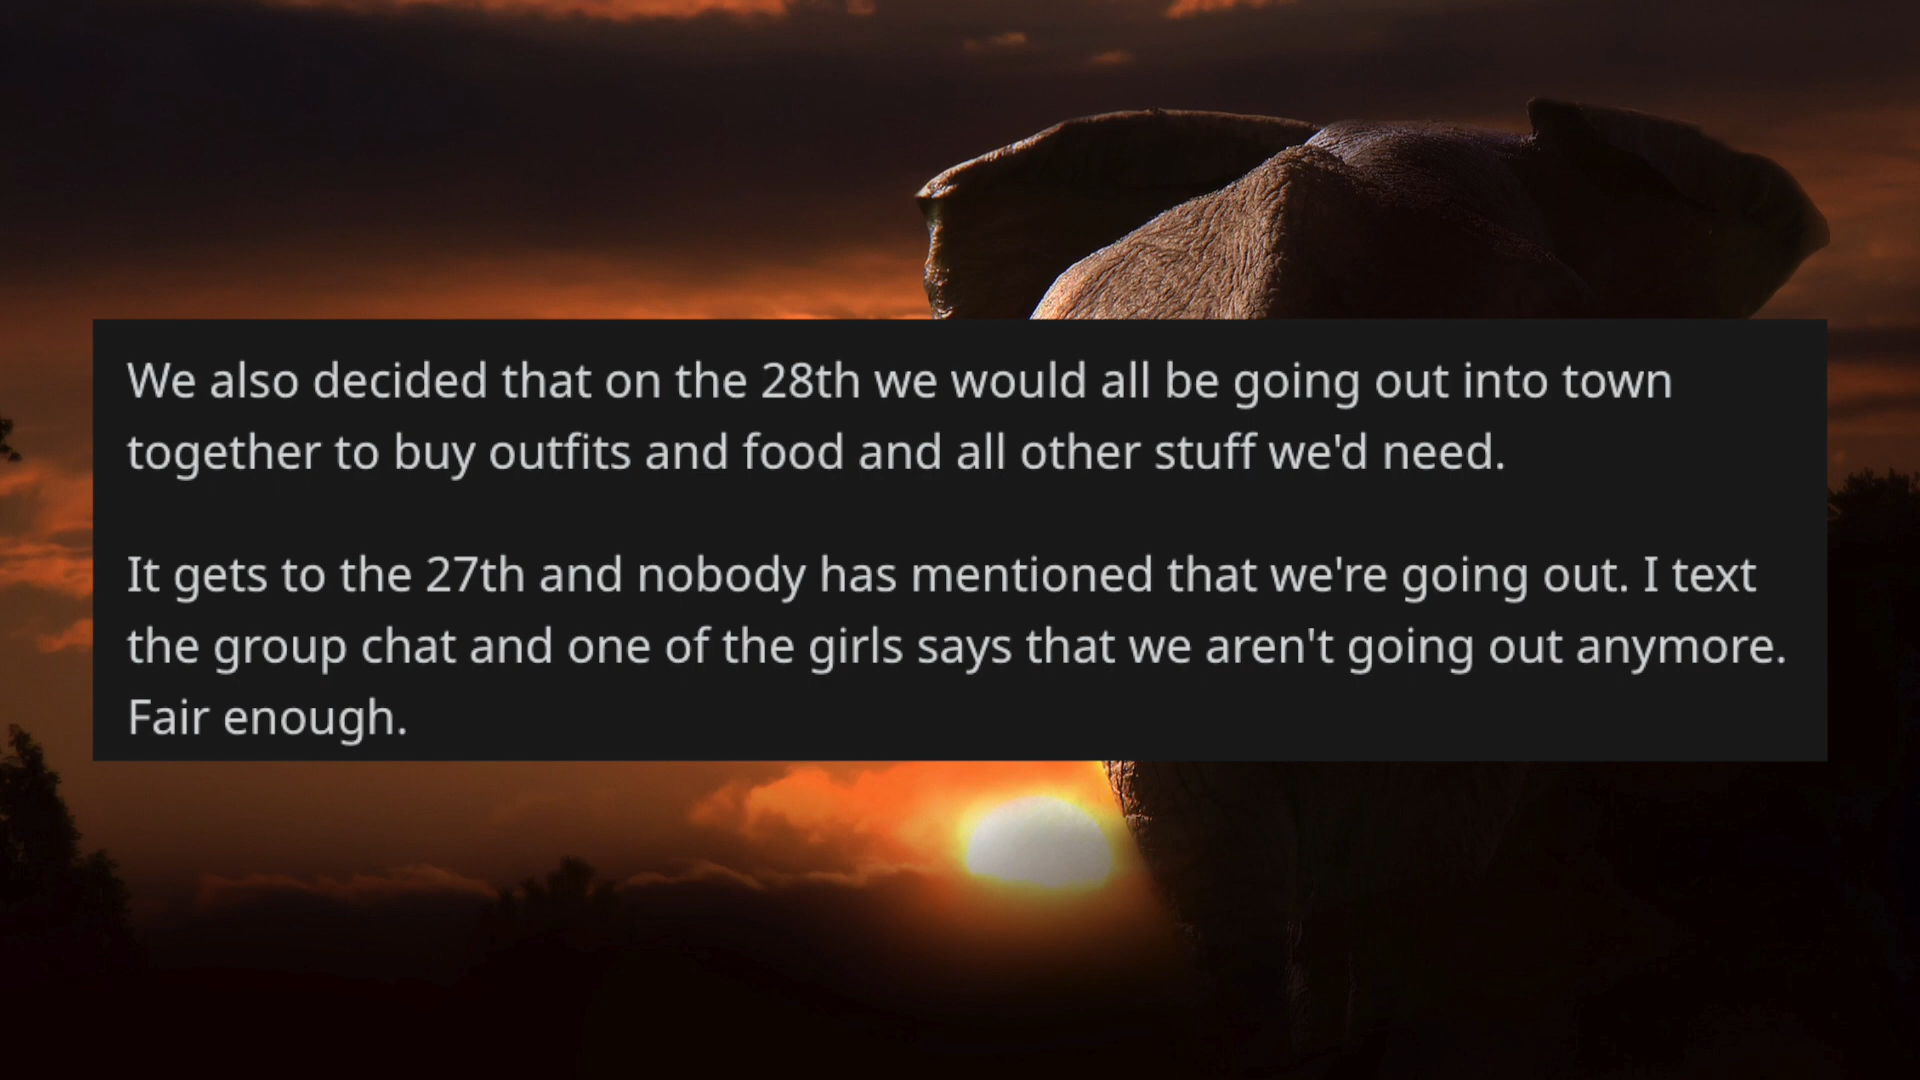 We also decided that on the 28th we would all be going out into town
together to buy outfits and food and all other stuff we'd need.
It gets to the 27th and nobody has mentioned that we're going out. I text
the group chat and one of the girls says that we aren't going out anymore.
Fair enough.